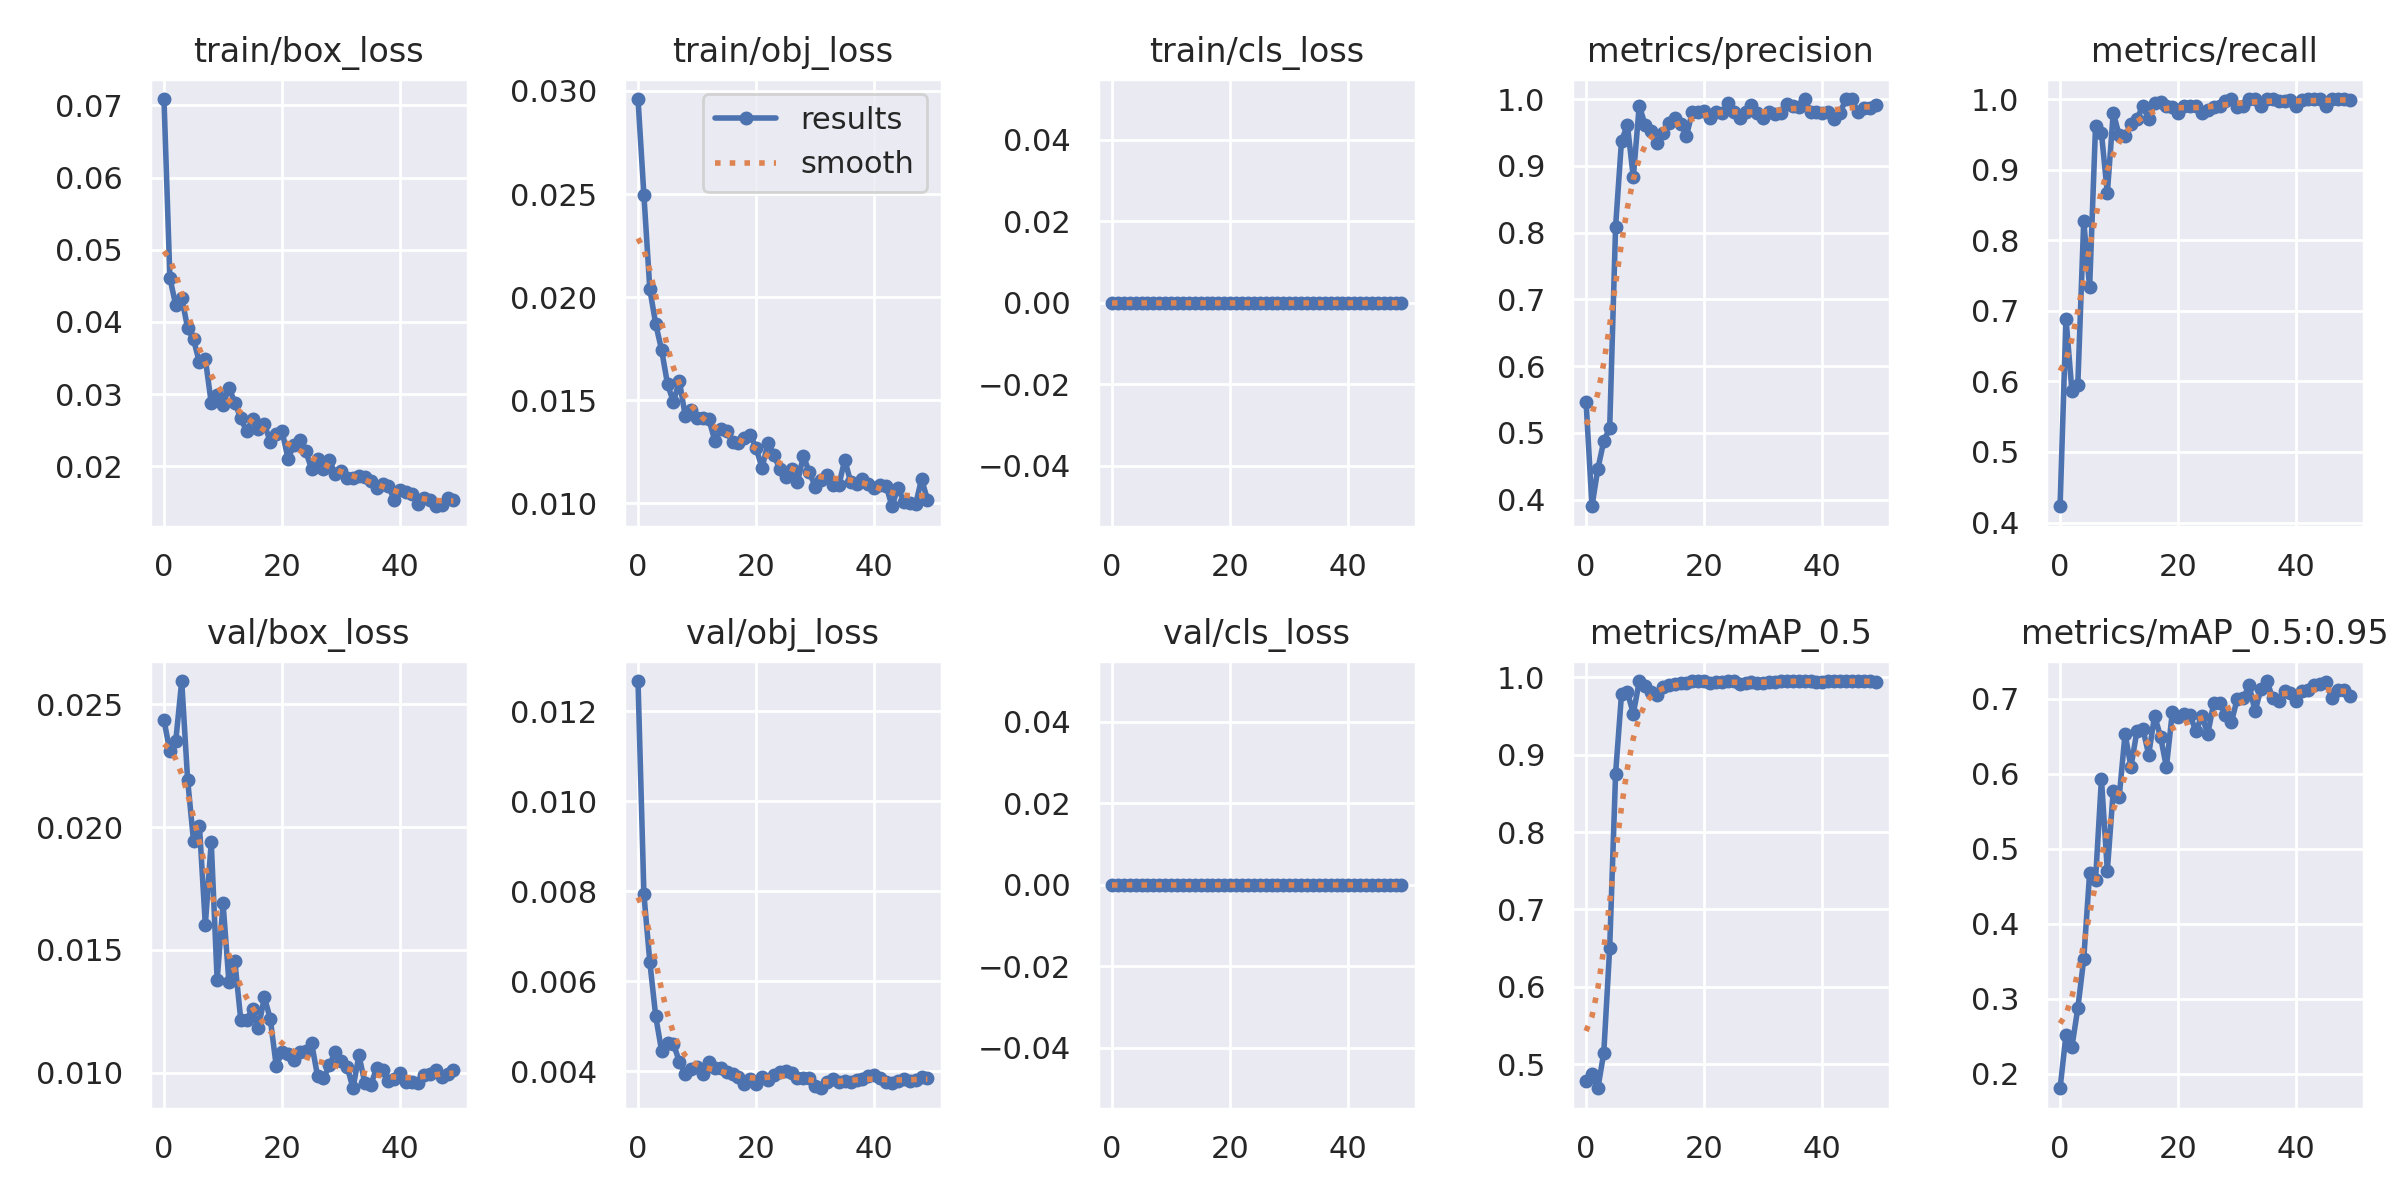 train/box_loss
0.07
0.06
0.05
0.04
0.03
0.02
0 20 40
train/obj_loss
results
smooth
0.030
0.025
0.020
0.015
0.010
0 20 40
train/cls_loss
0.04
0.02
0.00
−0.02
−0.04
0 20 40
metrics/precision
1.0
0.9
0.8
0.7
0.6
0.5
0.4
0 20 40
metrics/recall
1.0
0.9
0.8
0.7
0.6
0.5
0.4
0 20 40
val/box_loss
0.025
0.020
0.015
0.010
0 20 40
val/obj_loss
0.012
0.010
0.008
0.006
0.004
0 20 40
val/cls_loss
0.04
0.02
0.00
−0.02
−0.04
0 20 40
metrics/mAP_0.5
1.0
0.9
0.8
0.7
0.6
0.5
0 20 40
metrics/mAP_0.5:0.95
0.7
0.6
0.5
0.4
0.3
0.2
0 20 40